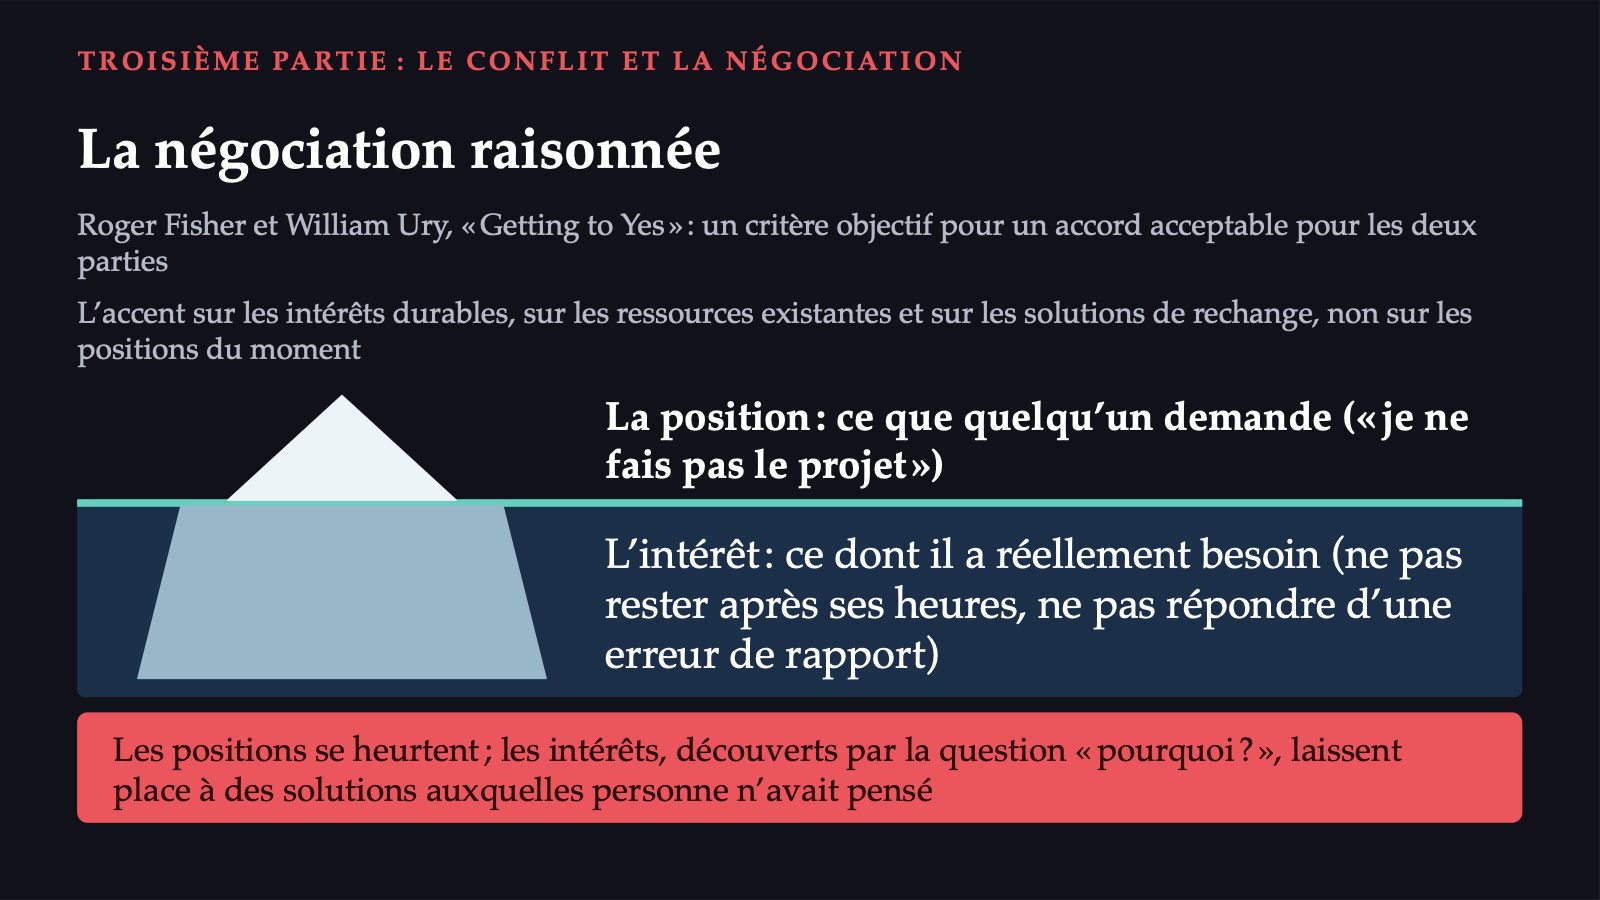 TROISIÈME PARTIE : LE CONFLIT ET LA NÉGOCIATION
La négociation raisonnée
Roger Fisher et William Ury, « Getting to Yes » : un critère objectif pour un accord acceptable pour les deux
parties
L’accent sur les intérêts durables, sur les ressources existantes et sur les solutions de rechange, non sur les
positions du moment
La position : ce que quelqu’un demande (« je ne
fais pas le projet »)
L’intérêt : ce dont il a réellement besoin (ne pas
rester après ses heures, ne pas répondre d’une
erreur de rapport)
Les positions se heurtent ; les intérêts, découverts par la question « pourquoi ? », laissent
place à des solutions auxquelles personne n’avait pensé